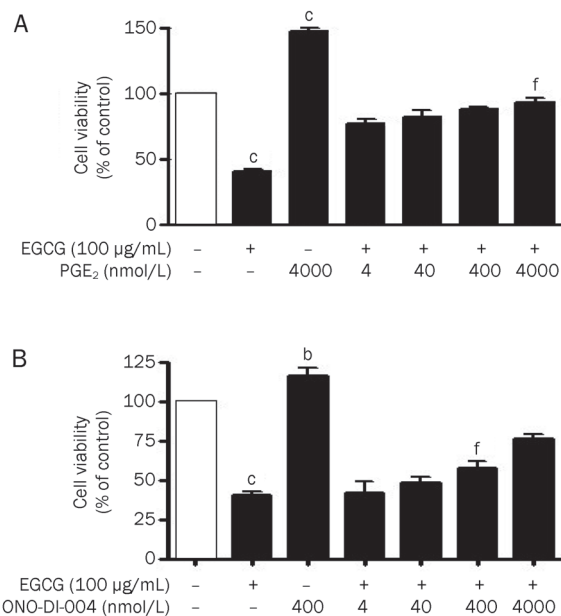 A
150
100
50
0
Cell viability
(% of control)
c
c
f
EGCG (100 µg/mL) – + – + + + +
PGE₂ (nmol/L) – – 4000 4 40 400 4000
B
125
100
75
50
25
0
Cell viability
(% of control)
c
b
f
EGCG (100 µg/mL) – + – + + + +
ONO-DI-004 (nmol/L) – – 400 4 40 400 4000